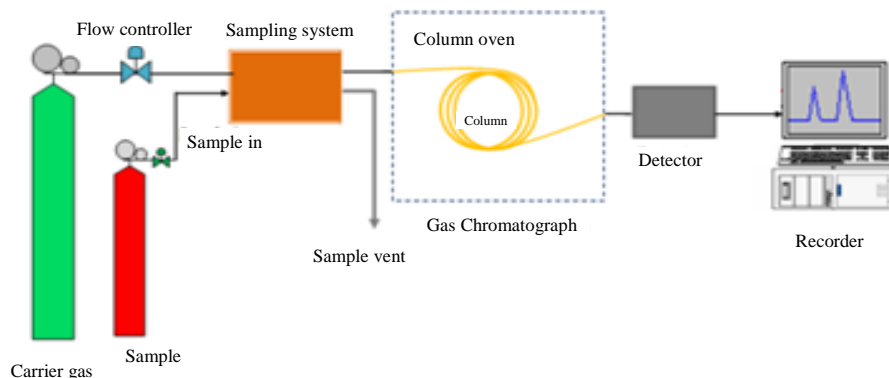 Flow controller
Sampling system
Column oven
Column
Sample in
Detector
Gas Chromatograph
Sample vent
Recorder
Sample
Carrier gas